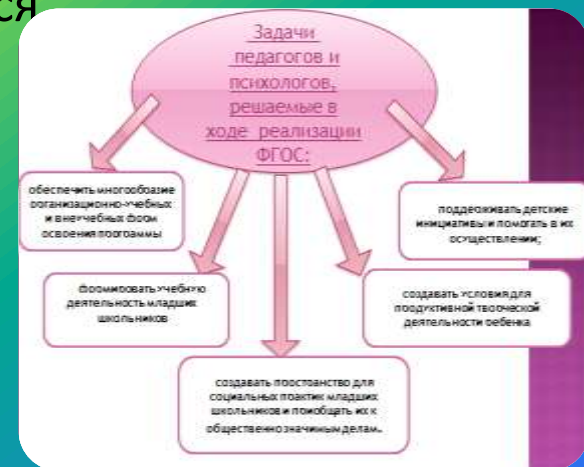 ся
Задачи
педагогов и
психологов,
решаемые в
ходе реализации
ФГОС:
обеспечить многообразие
организационно-учебных
и внеучебных форм
освоения программы
поддерживать детские
инициативы и помогать в их
осуществлении;
формировать учебную
деятельность младших
школьников
создавать условия для
продуктивной творческой
деятельности ребенка
создавать пространство для
социальных практик младших
школьников и приобщать их к
общественно значимым делам.